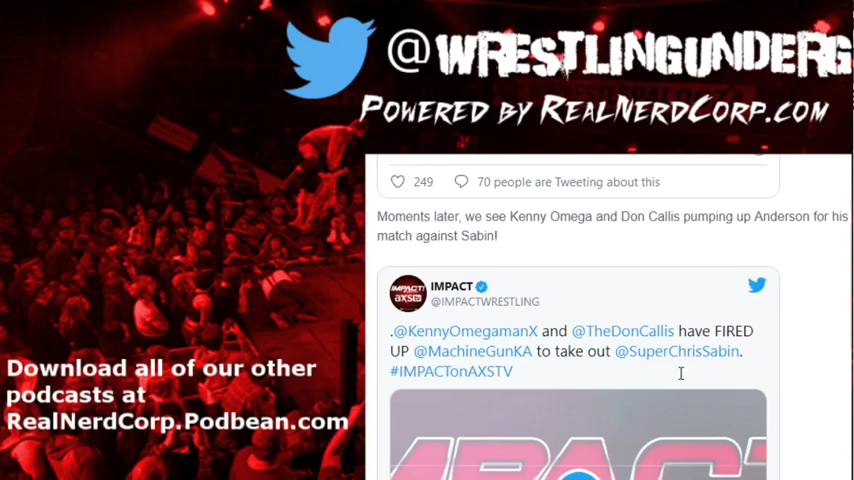 @WRESTLINGUNDERG
POWERED BY REALNERDCORP.COM
249 70 people are Tweeting about this
Moments later, we see Kenny Omega and Don Callis pumping up Anderson for his
match against Sabin!
IMPACT
@IMPACTWRESTLING
.@KennyOmegamanX and @TheDonCallis have FIRED
UP @MachineGunKA to take out @SuperChrisSabin.
#IMPACTonAXSTV
IMPACT
Download all of our other
podcasts at
RealNerdCorp.Podbean.com